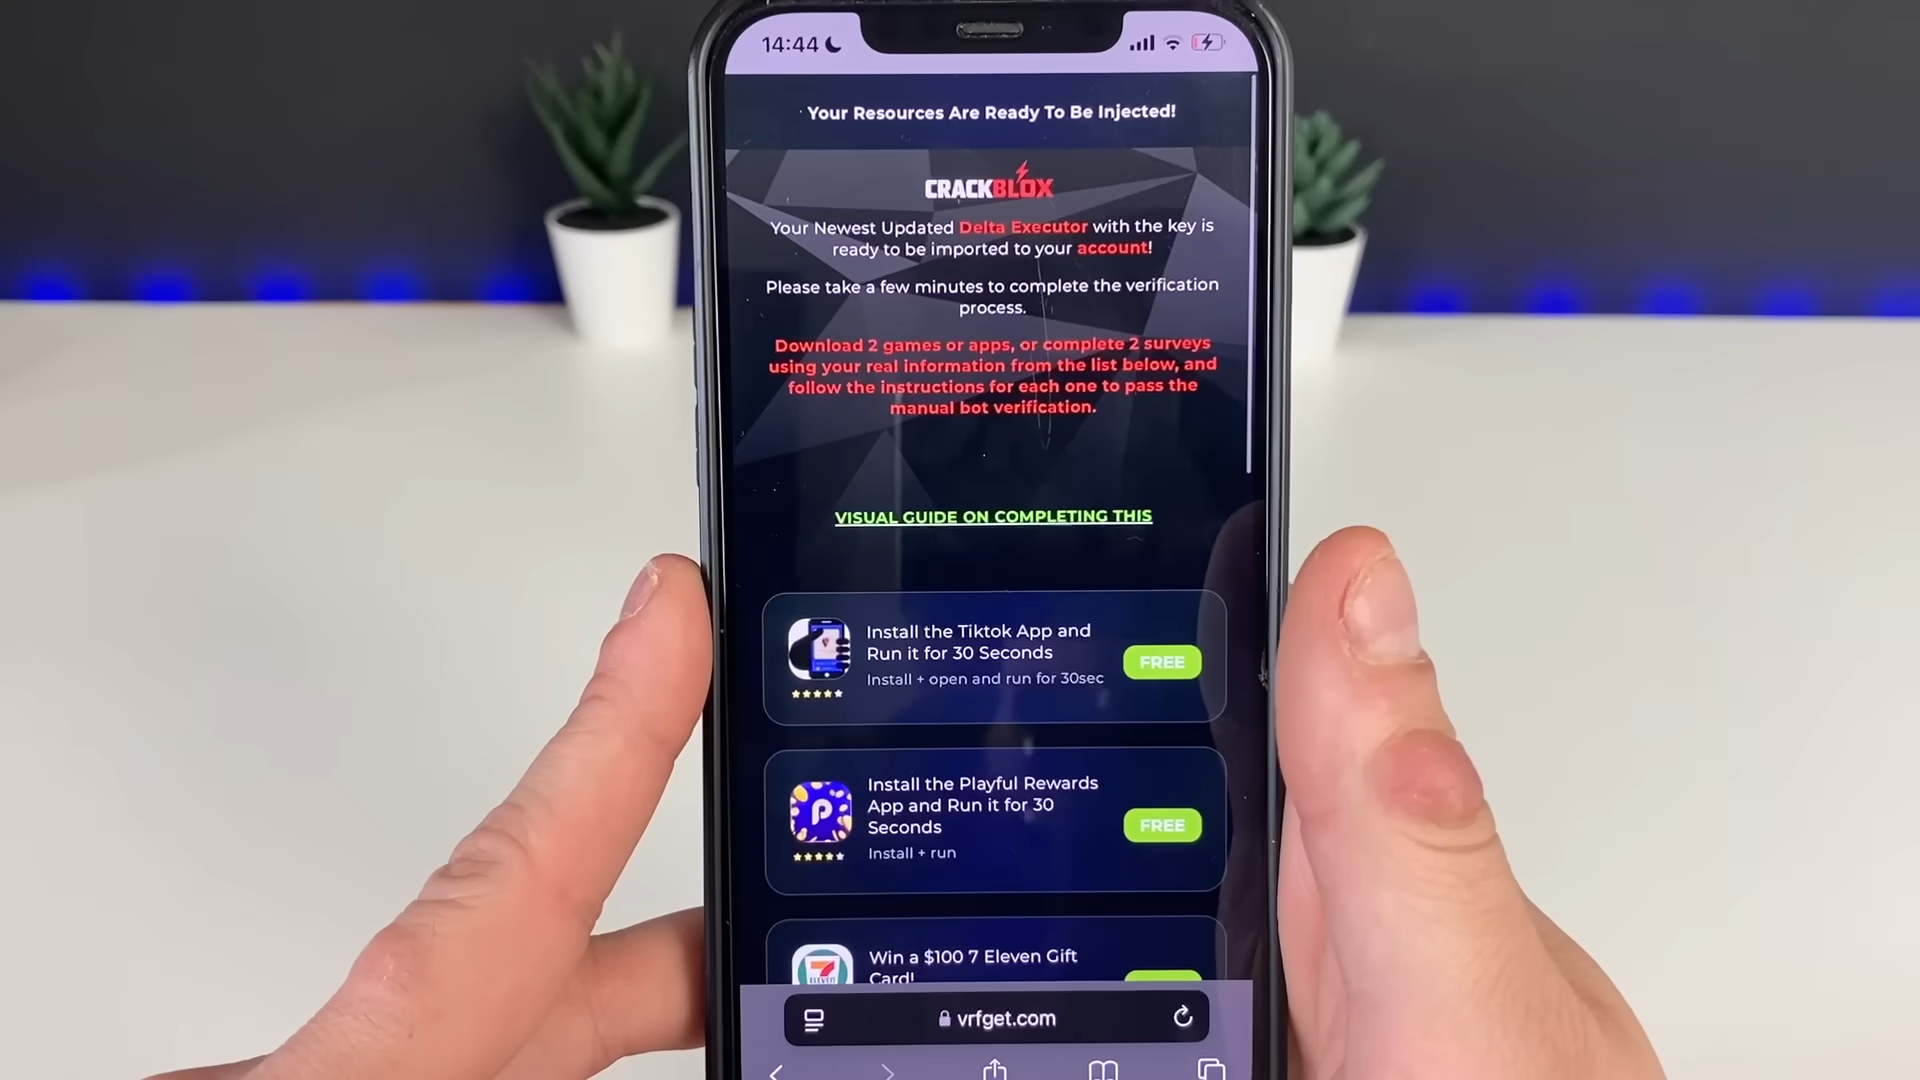 14:44
Your Resources Are Ready To Be Injected!
CRACKBLOX
Your Newest Updated Delta Executor with the key is
ready to be imported to your account!
Please take a few minutes to complete the verification
process.
Download 2 games or apps, or complete 2 surveys
using your real information from the list below, and
follow the instructions for each one to pass the
manual bot verification.
VISUAL GUIDE ON COMPLETING THIS
Install the Tiktok App and
Run it for 30 Seconds
Install + open and run for 30sec
FREE
Install the Playful Rewards
App and Run it for 30
Seconds
Install + run
FREE
P
Win a $100 7 Eleven Gift
Card!
7
ELEVEN
vrfget.com